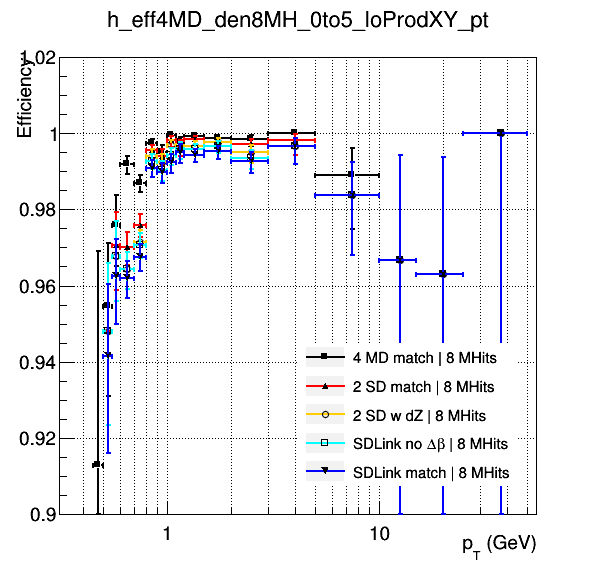 h_eff4MD_den8MH_0to5_loProdXY_pt
Efficiency
1.02
1
0.98
0.96
0.94
0.92
0.9
4 MD match | 8 MHits
2 SD match | 8 MHits
2 SD w dZ | 8 MHits
SDLink no Δβ | 8 MHits
SDLink match | 8 MHits
1
10
p_T (GeV)